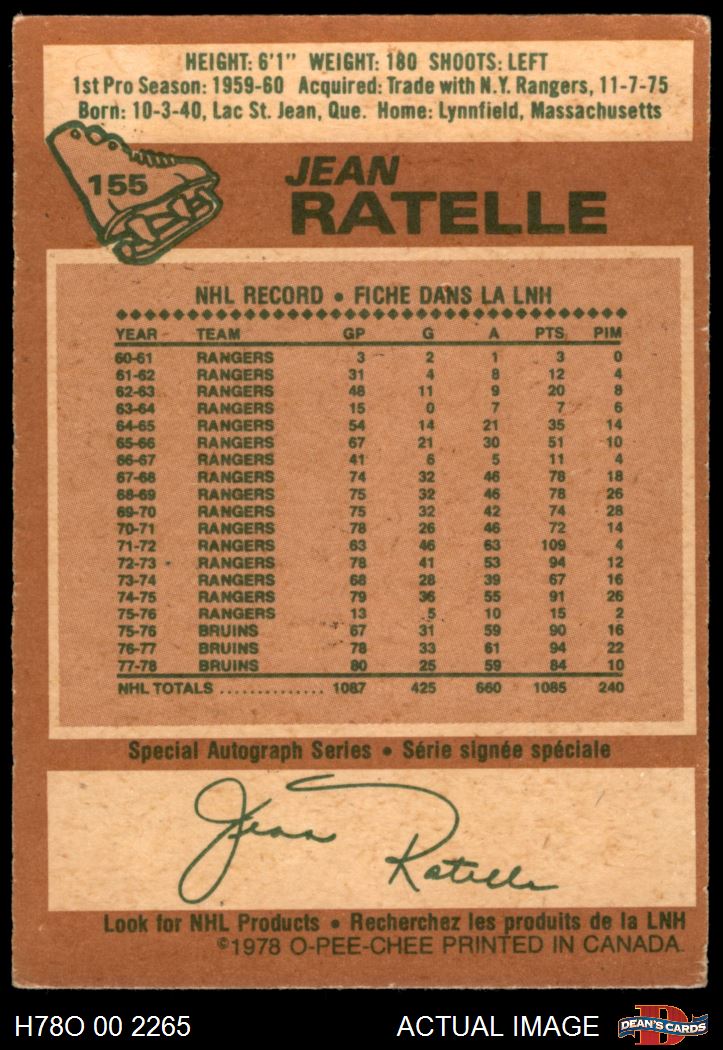 HEIGHT: 6'1" WEIGHT: 180 SHOOTS: LEFT
1st Pro Season: 1959-60 Acquired: Trade with N.Y. Rangers, 11-7-75
Born: 10-3-40, Lac St. Jean, Que. Home: Lynnfield, Massachusetts
155
JEAN
RATELLE
NHL RECORD • FICHE DANS LA LNH
YEAR TEAM GP G A PTS PIM
60-61 RANGERS 3 2 1 3 0
61-62 RANGERS 31 4 8 12 4
62-63 RANGERS 48 11 9 20 8
63-64 RANGERS 15 0 7 7 6
64-65 RANGERS 54 14 21 35 14
65-66 RANGERS 67 21 30 51 10
66-67 RANGERS 41 6 5 11 4
67-68 RANGERS 74 32 46 78 18
68-69 RANGERS 75 32 46 78 26
69-70 RANGERS 75 32 42 74 28
70-71 RANGERS 78 26 46 72 14
71-72 RANGERS 63 46 63 109 4
72-73 RANGERS 78 41 53 94 12
73-74 RANGERS 68 28 39 67 16
74-75 RANGERS 79 36 55 91 26
75-76 RANGERS 13 5 10 15 2
75-76 BRUINS 67 31 59 90 16
76-77 BRUINS 78 33 61 94 22
77-78 BRUINS 80 25 59 84 10
NHL TOTALS .............. 1087 425 660 1085 240
Special Autograph Series • Série signée spéciale
Jean Ratelle
Look for NHL Products • Recherchez les produits de la LNH
©1978 O-PEE-CHEE PRINTED IN CANADA.
H78O 00 2265 ACTUAL IMAGE
D
DEAN'S CARDS